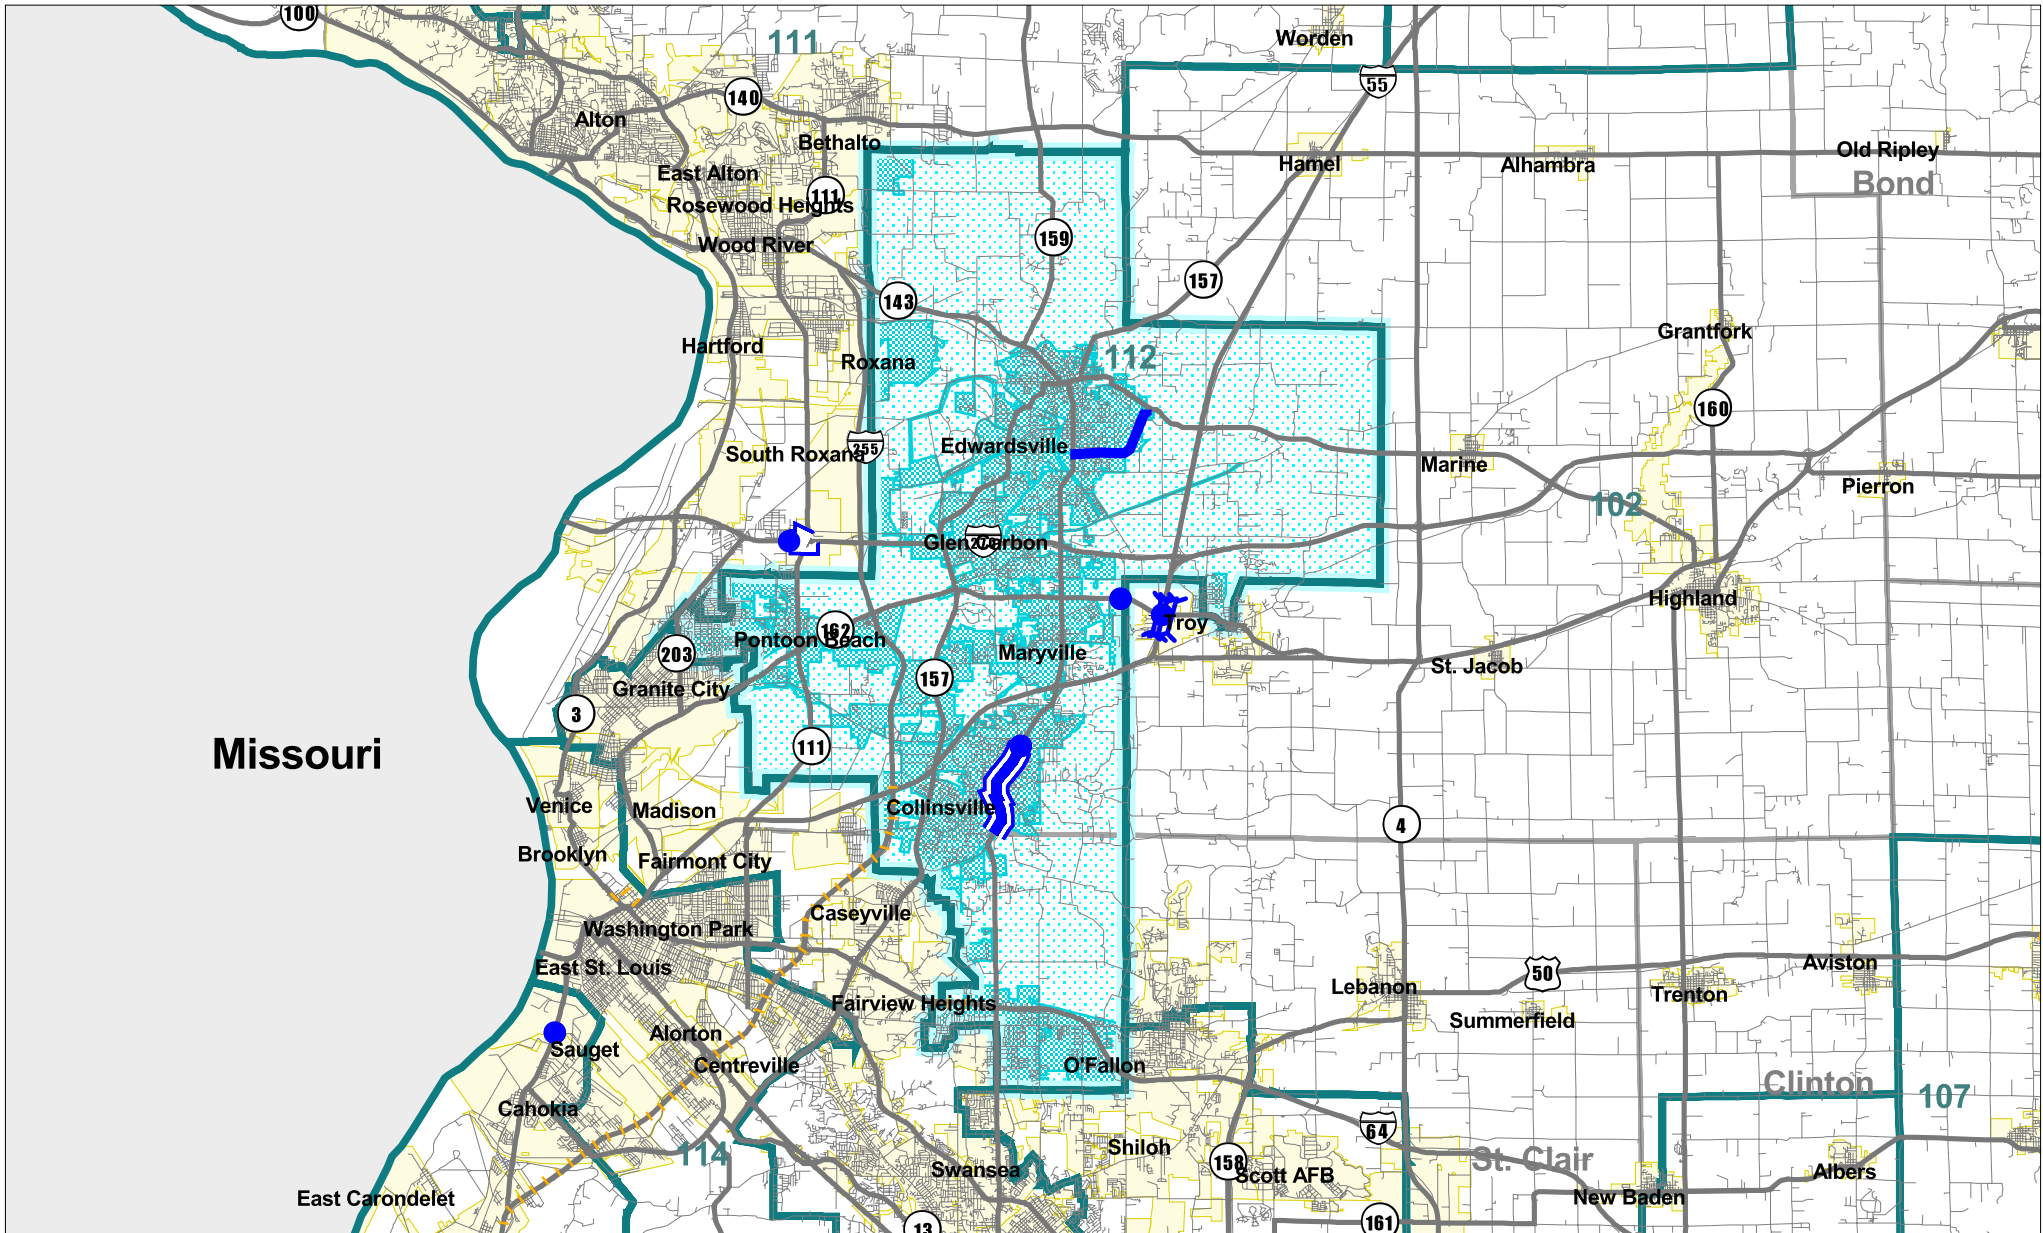 100
111
Worden
55
140
Alton
Bethalto
Old Ripley
Hamel
Alhambra
East Alton
Bond
111
Rosewood Heights
159
Wood River
157
143
Grantfork
Hartford
112
Roxana
160
Edwardsville
255
South Roxana
Marine
Pierron
102
Glen Carbon
270
Highland
Troy
162
Pontoon Beach
203
Maryville
St. Jacob
157
Granite City
3
111
Missouri
Venice
Madison
Collinsville
4
Brooklyn
Fairmont City
Caseyville
Washington Park
East St. Louis
50
Aviston
Lebanon
Trenton
Fairview Heights
Summerfield
Alorton
Sauget
Centreville
O'Fallon
Clinton
107
Cahokia
64
114
Shiloh
St. Clair
158
Swansea
Scott AFB
Albers
East Carondelet
New Baden
161
13